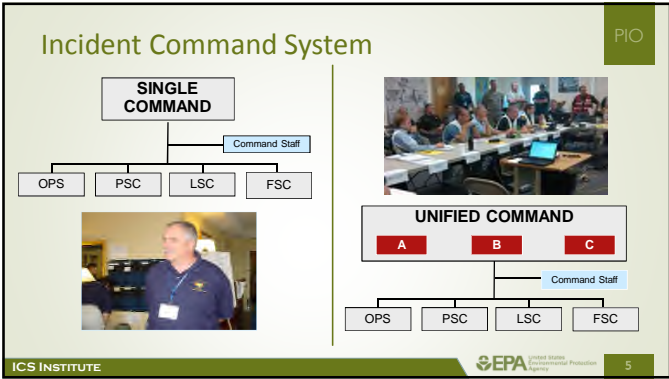 Incident Command System
PIO
SINGLE
COMMAND
Command Staff
OPS
PSC
LSC
FSC
UNIFIED COMMAND
A
B
C
Command Staff
OPS
PSC
LSC
FSC
ICS INSTITUTE
EPA
United States
Environmental Protection
Agency
5